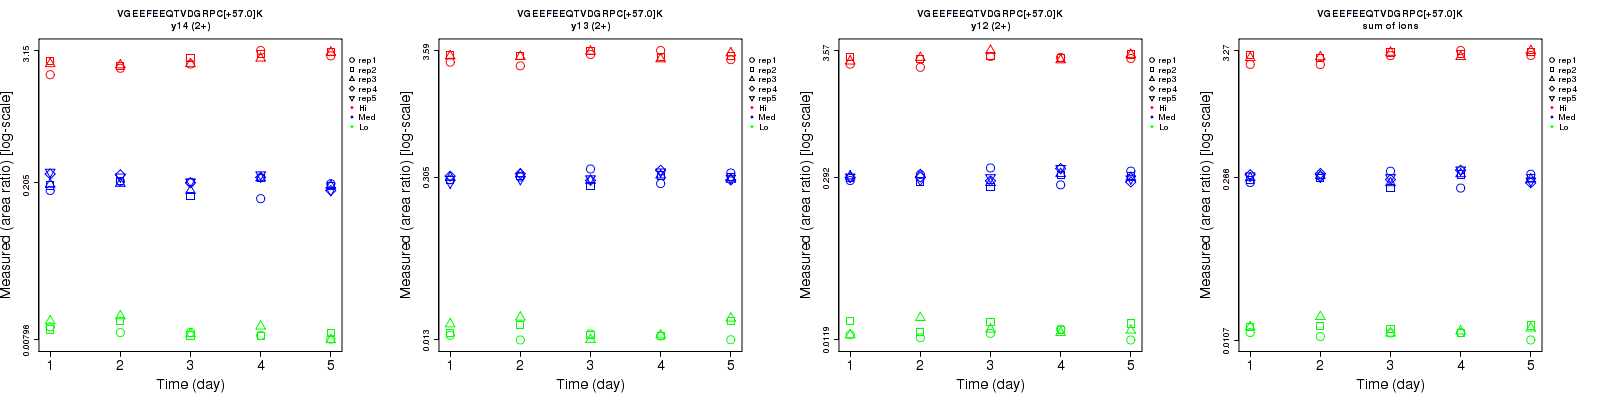 VGEEFEEQTVDGRPC[+57.0]K
y14 (2+)
Measured (area ratio) [log-scale]
3.15
0.205
0.00796
1 2 3 4 5
Time (day)
rep1
rep2
rep3
rep4
rep5
Hi
Med
Lo
VGEEFEEQTVDGRPC[+57.0]K
y13 (2+)
Measured (area ratio) [log-scale]
3.59
0.305
0.013
1 2 3 4 5
Time (day)
rep1
rep2
rep3
rep4
rep5
Hi
Med
Lo
VGEEFEEQTVDGRPC[+57.0]K
y12 (2+)
Measured (area ratio) [log-scale]
3.57
0.292
0.0119
1 2 3 4 5
Time (day)
rep1
rep2
rep3
rep4
rep5
Hi
Med
Lo
VGEEFEEQTVDGRPC[+57.0]K
sum of ions
Measured (area ratio) [log-scale]
3.27
0.266
0.0107
1 2 3 4 5
Time (day)
rep1
rep2
rep3
rep4
rep5
Hi
Med
Lo